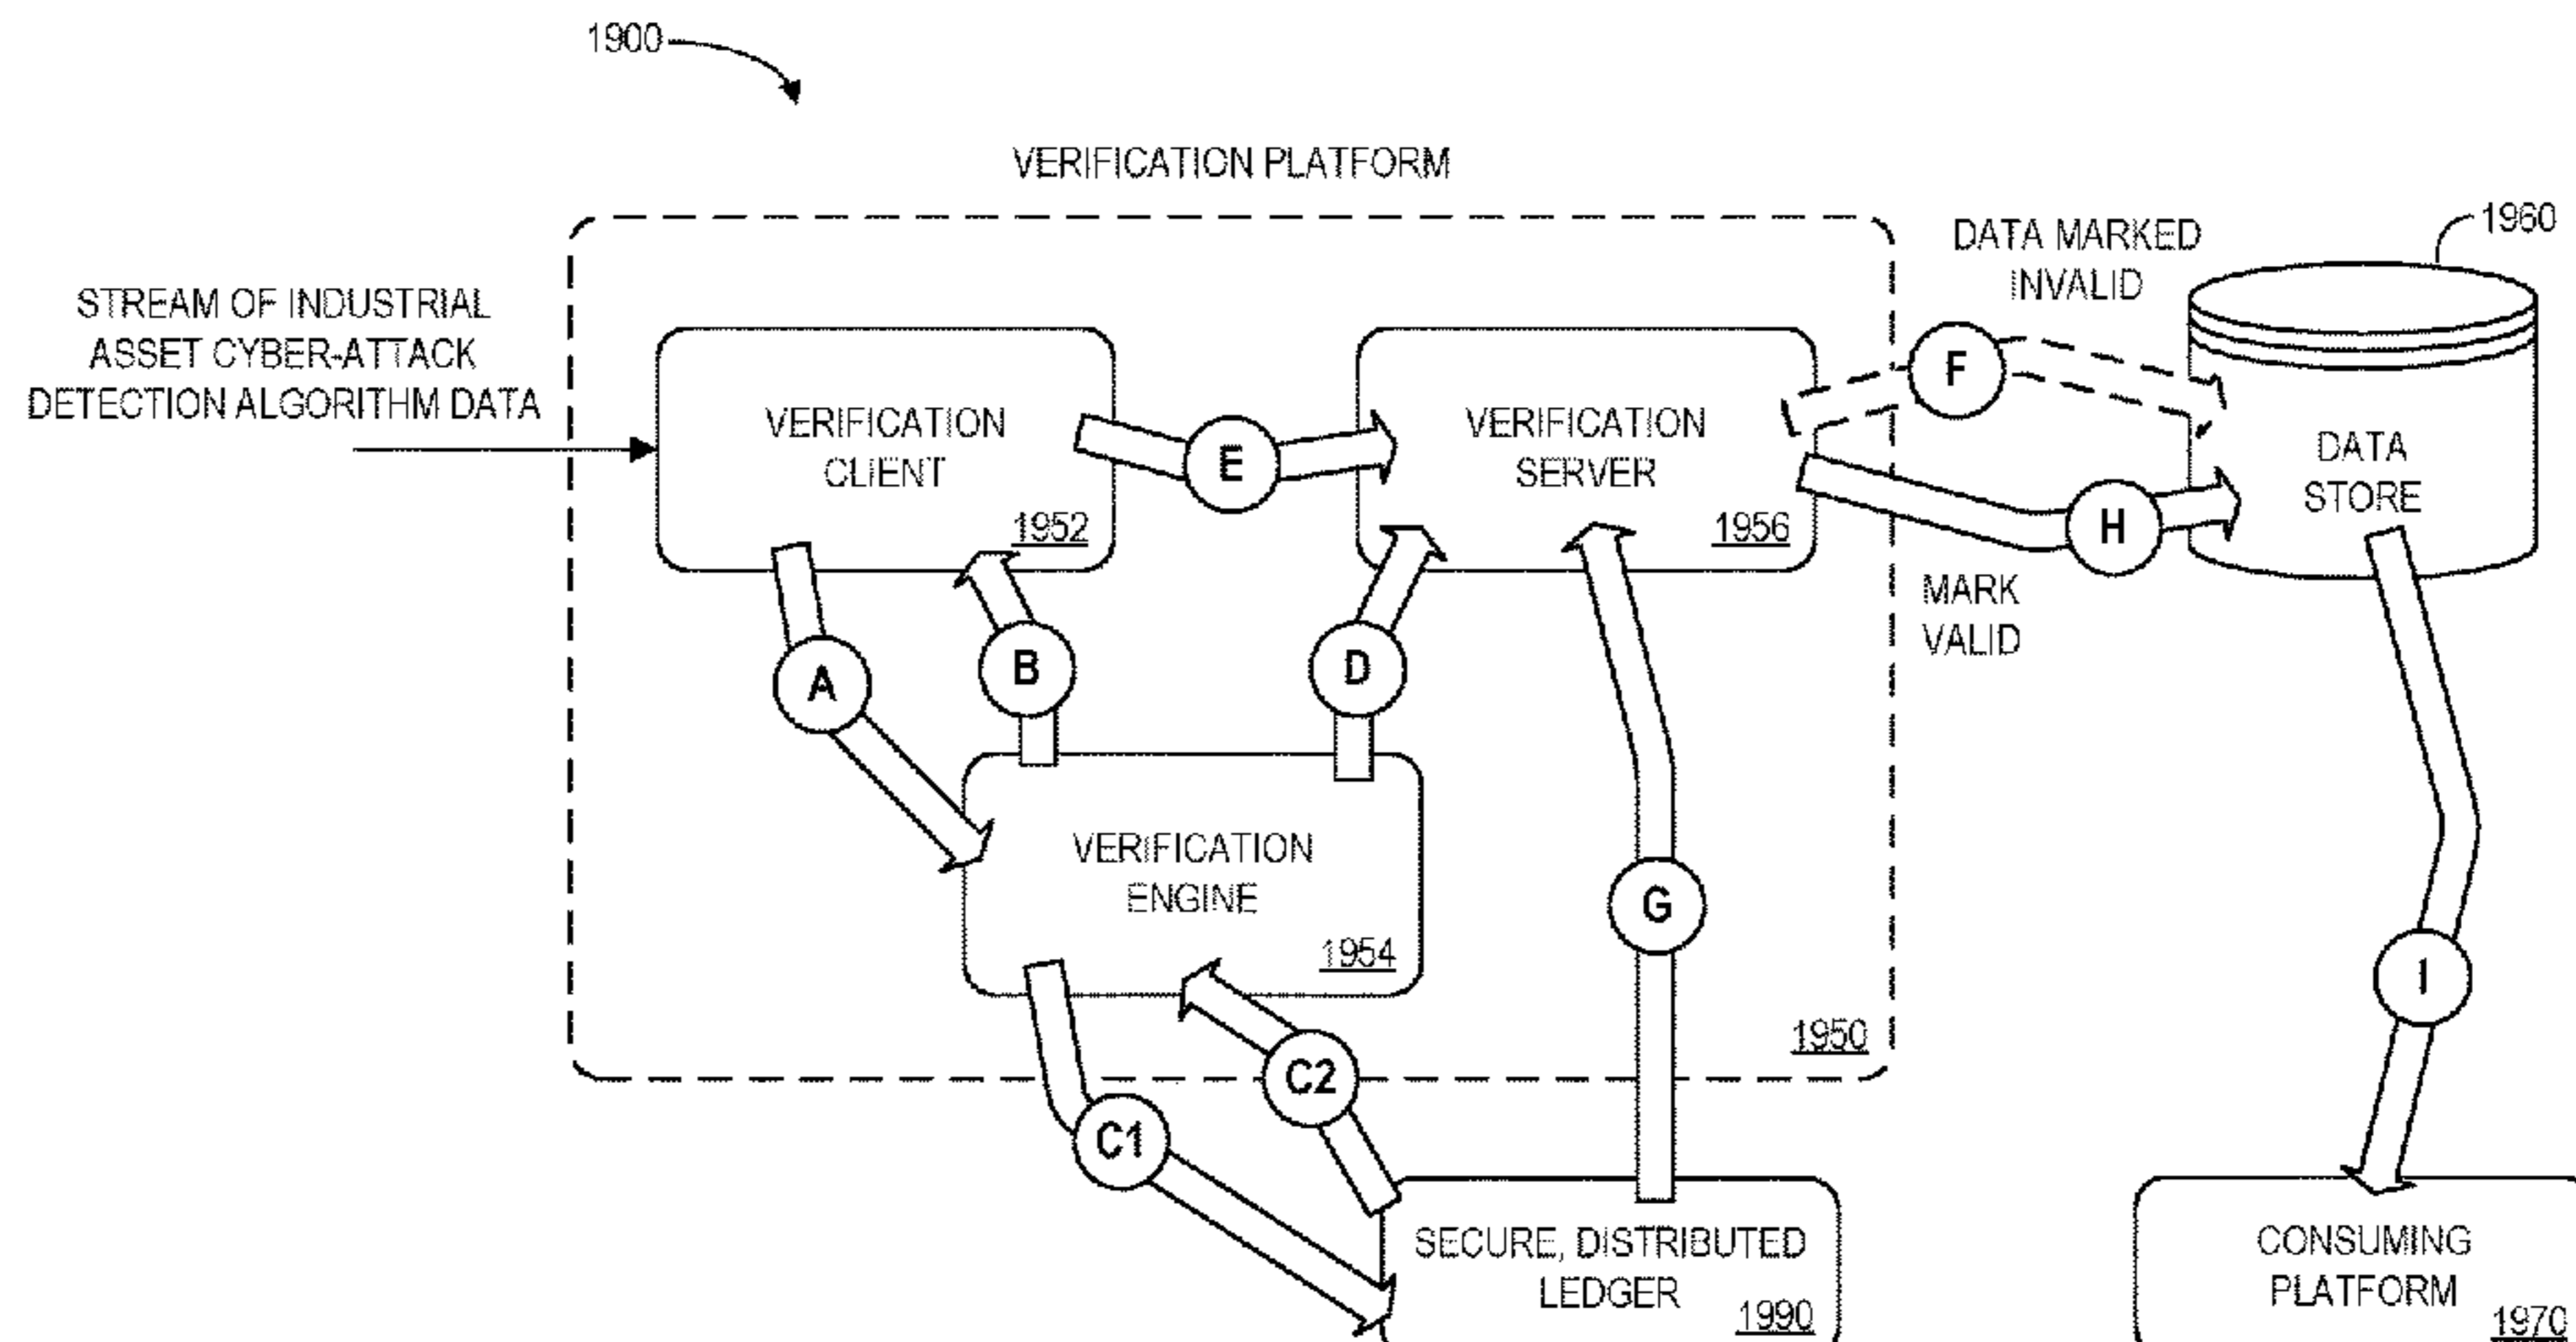 1900
VERIFICATION PLATFORM
1960
DATA MARKED
INVALID
STREAM OF INDUSTRIAL
ASSET CYBER-ATTACK
DETECTION ALGORITHM DATA
VERIFICATION
CLIENT
1952
E
VERIFICATION
SERVER
1956
F
H
DATA
STORE
MARK
VALID
A
B
D
VERIFICATION
ENGINE
1954
G
I
1950
C2
C1
SECURE, DISTRIBUTED
LEDGER
1990
CONSUMING
PLATFORM
1970